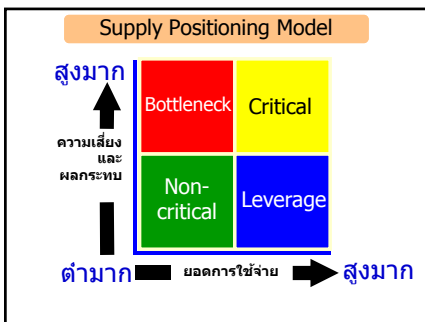 Supply Positioning Model
สูงมาก
Bottleneck
Critical
ความเสี่ยง
และ
ผลกระทบ
Non-
critical
Leverage
ต่ำมาก
ยอดการใช้จ่าย
สูงมาก